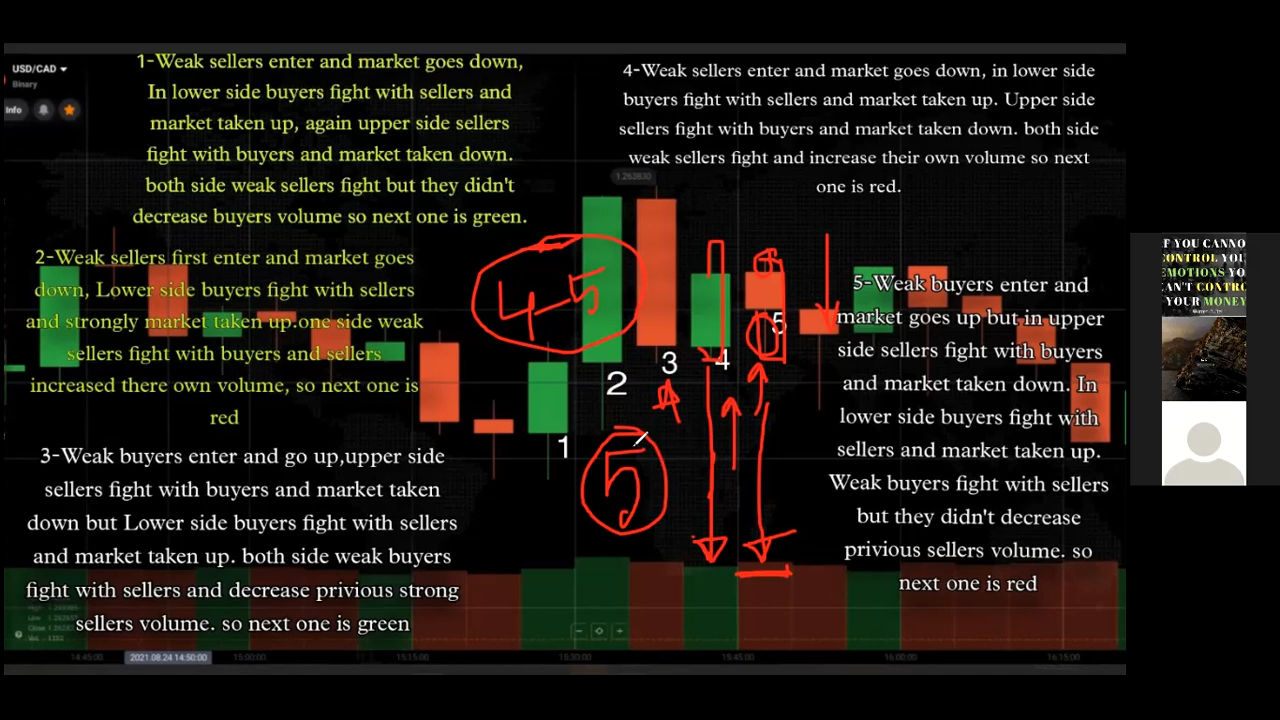 USD/CAD
Binary
Info
1-Weak sellers enter and market goes down,
In lower side buyers fight with sellers and
market taken up, again upper side sellers
fight with buyers and market taken down.
both side weak sellers fight but they didn't
decrease buyers volume so next one is green.
2-Weak sellers first enter and market goes
down, Lower side buyers fight with sellers
and strongly market taken up.one side weak
sellers fight with buyers and sellers
increased there own volume, so next one is
red
3-Weak buyers enter and go up,upper side
sellers fight with buyers and market taken
down but Lower side buyers fight with sellers
and market taken up. both side weak buyers
fight with sellers and decrease privious strong
sellers volume. so next one is green
4-Weak sellers enter and market goes down, in lower side
buyers fight with sellers and market taken up. Upper side
sellers fight with buyers and market taken down. both side
weak sellers fight and increase their own volume so next
one is red.
1.263830
5-Weak buyers enter and
market goes up but in upper
side sellers fight with buyers
and market taken down. In
lower side buyers fight with
sellers and market taken up.
Weak buyers fight with sellers
but they didn't decrease
privious sellers volume. so
next one is red
1
2
3
4
5
4-5
5
14:45:00
2021.08.24 14:50:00
15:00:00
15:15:00
15:30:00
15:45:00
16:00:00
16:15:00
F YOU CANNO
CONTROL YOU
EMOTIONS YO
CAN'T CONTRO
YOUR MONEY